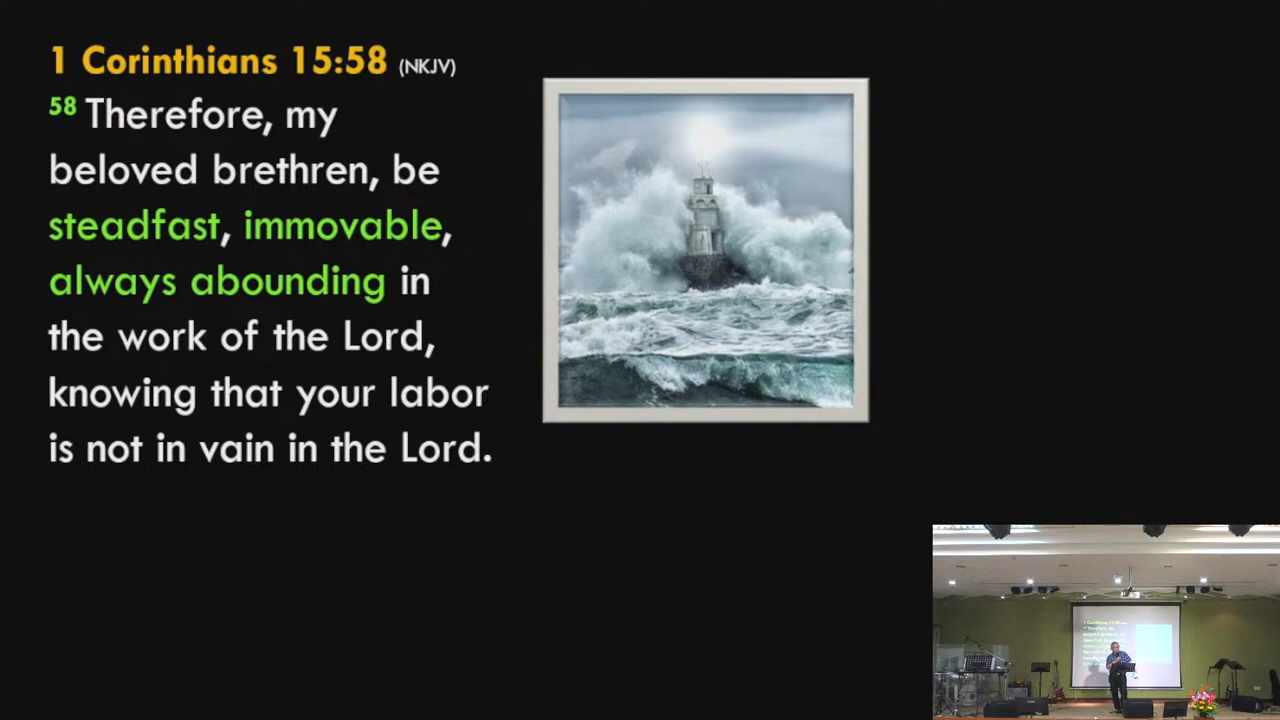 1 Corinthians 15:58 (NKJV)
58 Therefore, my
beloved brethren, be
steadfast, immovable,
always abounding in
the work of the Lord,
knowing that your labor
is not in vain in the Lord.